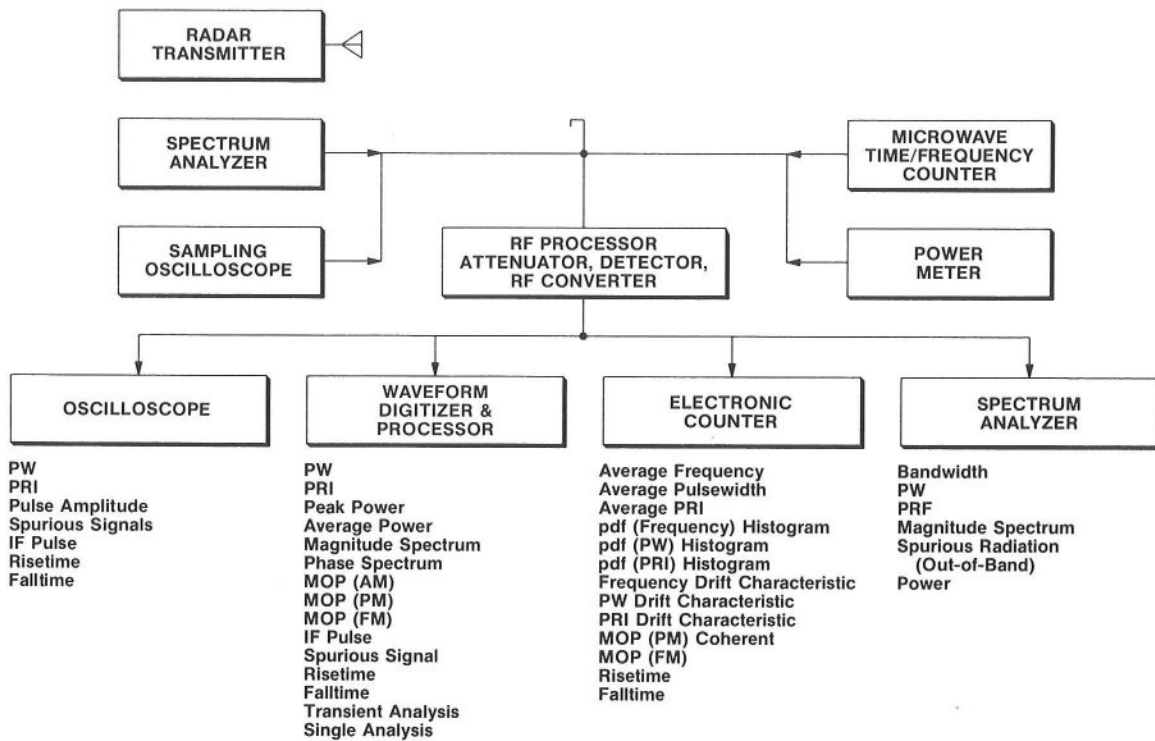 RADAR
TRANSMITTER
SPECTRUM
ANALYZER
MICROWAVE
TIME/FREQUENCY
COUNTER
SAMPLING
OSCILLOSCOPE
RF PROCESSOR
ATTENUATOR, DETECTOR,
RF CONVERTER
POWER
METER
OSCILLOSCOPE
PW
PRI
Pulse Amplitude
Spurious Signals
IF Pulse
Risetime
Falltime
WAVEFORM
DIGITIZER &
PROCESSOR
PW
PRI
Peak Power
Average Power
Magnitude Spectrum
Phase Spectrum
MOP (AM)
MOP (PM)
MOP (FM)
IF Pulse
Spurious Signal
Risetime
Falltime
Transient Analysis
Single Analysis
ELECTRONIC
COUNTER
Average Frequency
Average Pulsewidth
Average PRI
pdf (Frequency) Histogram
pdf (PW) Histogram
pdf (PRI) Histogram
Frequency Drift Characteristic
PW Drift Characteristic
PRI Drift Characteristic
MOP (PM) Coherent
MOP (FM)
Risetime
Falltime
SPECTRUM
ANALYZER
Bandwidth
PW
PRF
Magnitude Spectrum
Spurious Radiation
(Out-of-Band)
Power